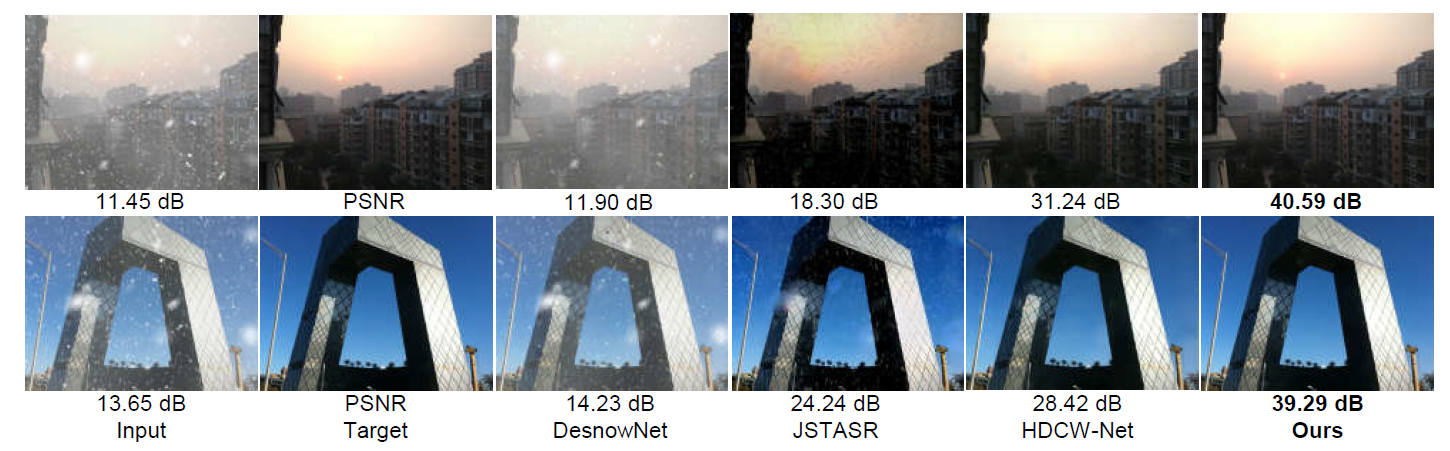 11.45 dB PSNR 11.90 dB 18.30 dB 31.24 dB 40.59 dB
13.65 dB PSNR 14.23 dB 24.24 dB 28.42 dB 39.29 dB
Input Target DesnowNet JSTASR HDCW-Net Ours